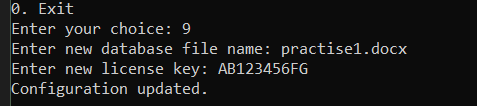 0. Exit
Enter your choice: 9
Enter new database file name: practise1.docx
Enter new license key: AB123456FG
Configuration updated.